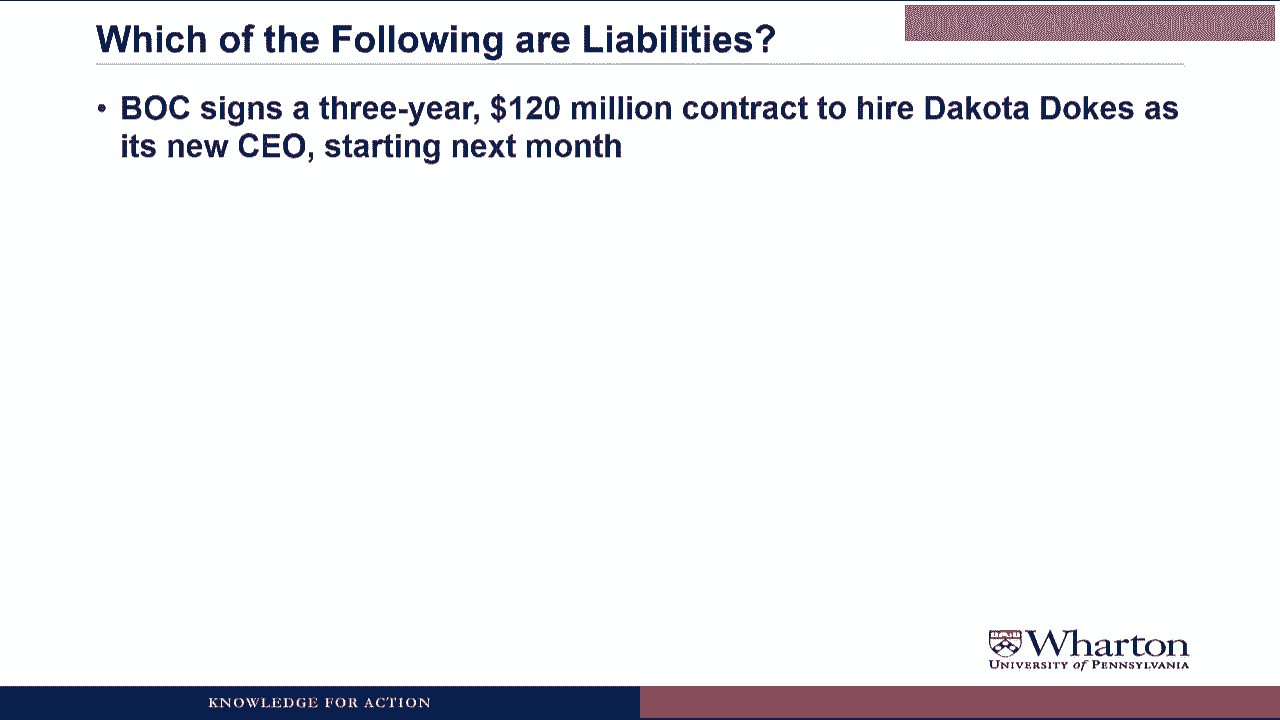 Which of the Following are Liabilities?
• BOC signs a three-year, $120 million contract to hire Dakota Dokes as
its new CEO, starting next month
Wharton
UNIVERSITY of PENNSYLVANIA
KNOWLEDGE FOR ACTION